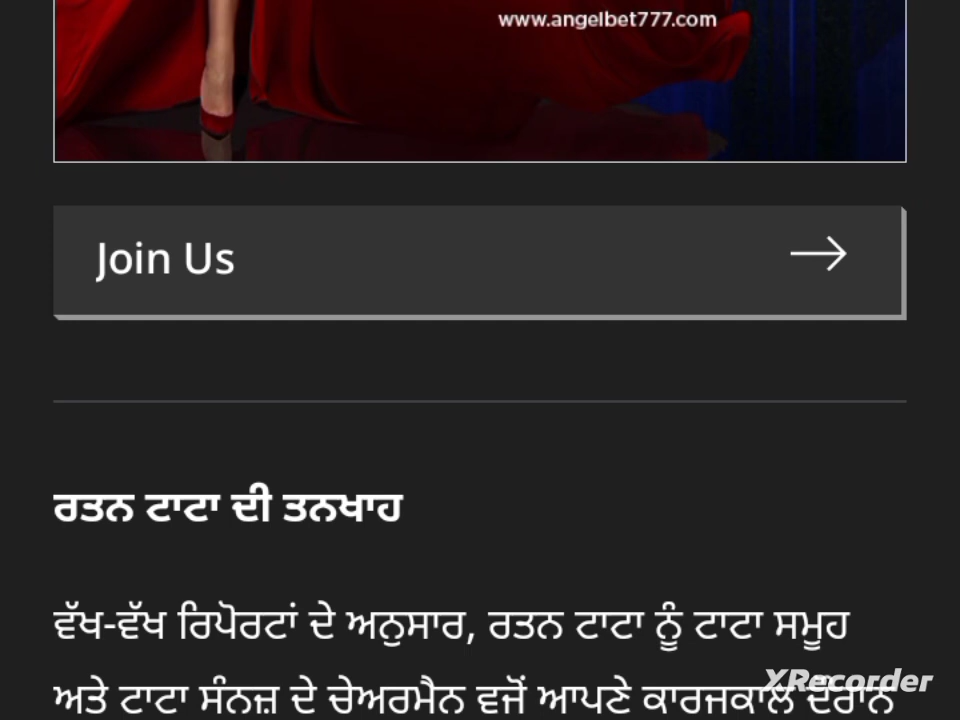 www.angelbet777.com
Join Us
ਰਤਨ ਟਾਟਾ ਦੀ ਤਨਖਾਹ
ਵੱਖ-ਵੱਖ ਰਿਪੋਰਟਾਂ ਦੇ ਅਨੁਸਾਰ, ਰਤਨ ਟਾਟਾ ਨੂੰ ਟਾਟਾ ਸਮੂਹ
ਅਤੇ ਟਾਟਾ ਸੰਨਜ਼ ਦੇ ਚੇਅਰਮੈਨ ਵਜੋਂ ਆਪਣੇ ਕਾਰਜਕਾਲ ਦੌਰਾਨ
XRecorder